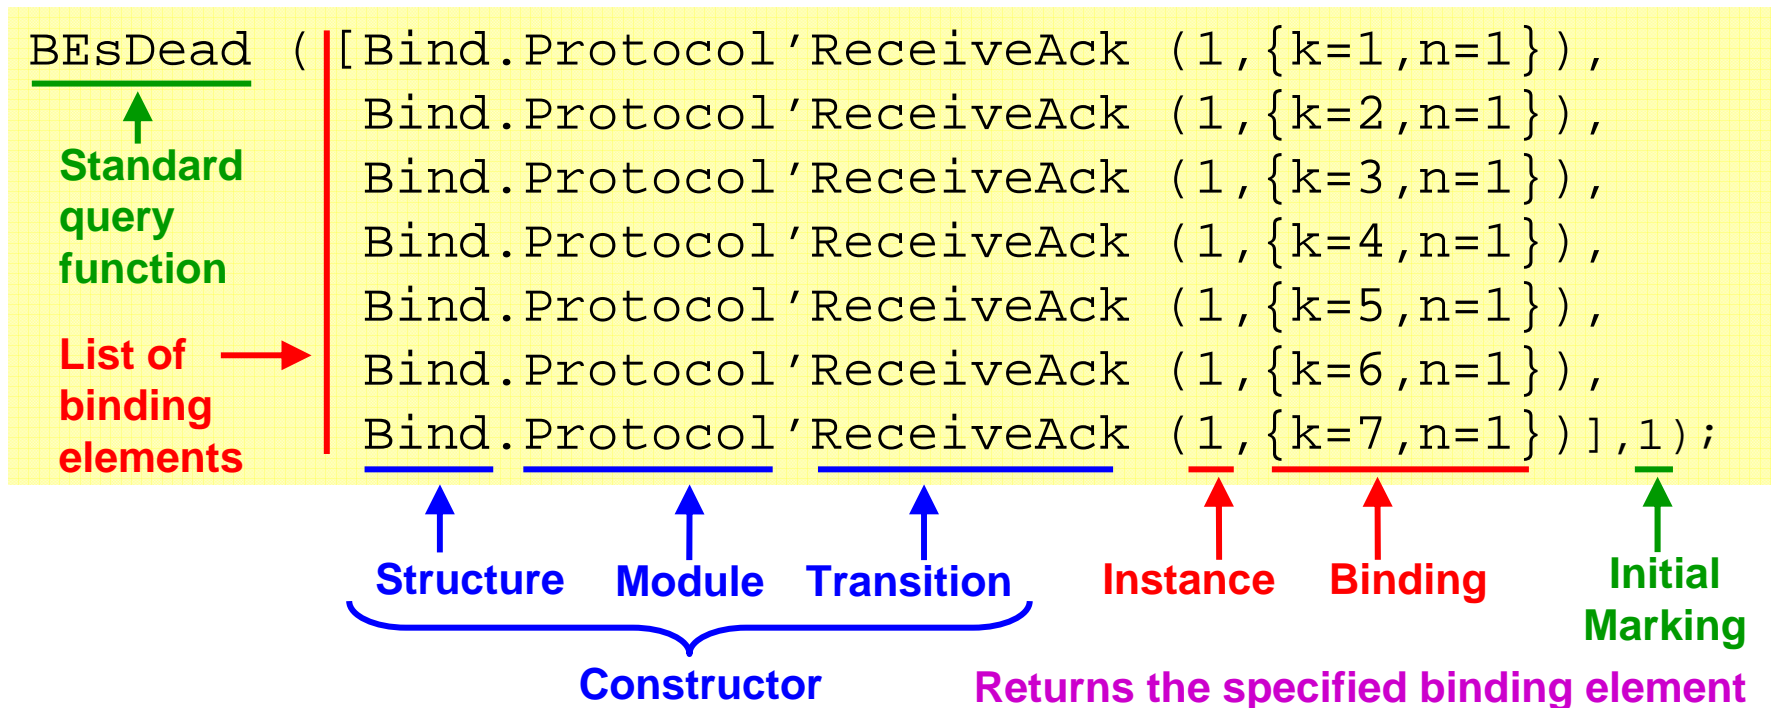 BEsDead ([Bind.Protocol’ReceiveAck (1,{k=1,n=1}),
Bind.Protocol’ReceiveAck (1,{k=2,n=1}),
Bind.Protocol’ReceiveAck (1,{k=3,n=1}),
Bind.Protocol’ReceiveAck (1,{k=4,n=1}),
Bind.Protocol’ReceiveAck (1,{k=5,n=1}),
Bind.Protocol’ReceiveAck (1,{k=6,n=1}),
Bind.Protocol’ReceiveAck (1,{k=7,n=1})],1);
Standard
query
function
List of
binding
elements
Structure
Module
Transition
Instance
Binding
Initial
Marking
Constructor
Returns the specified binding element